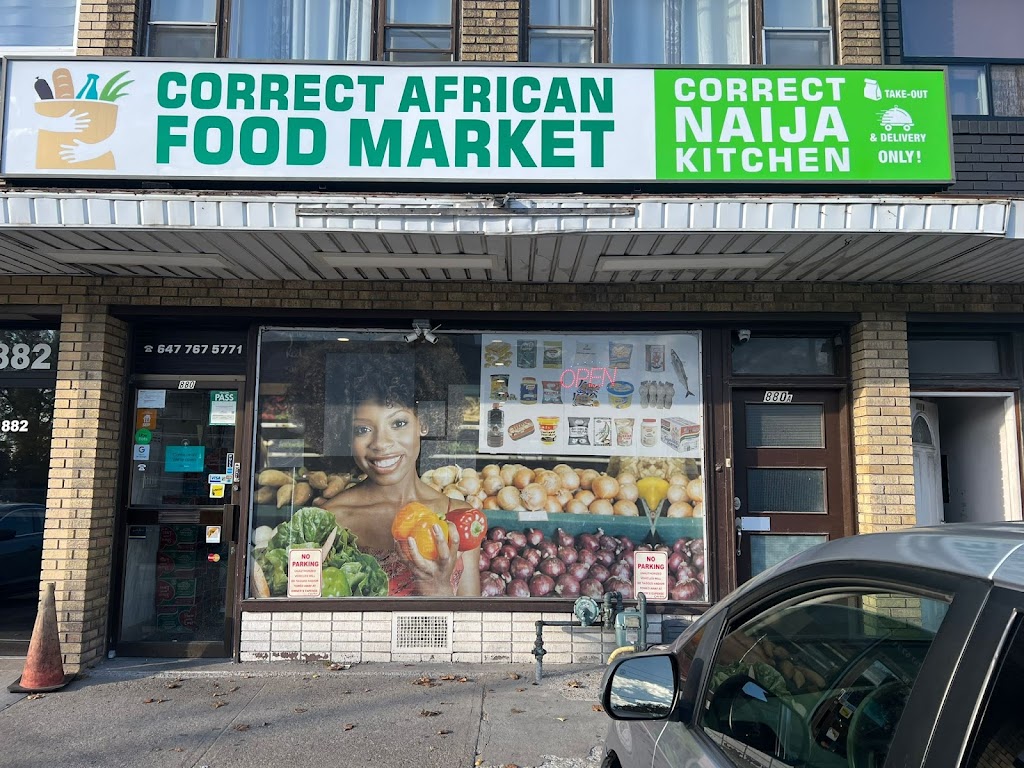 CORRECT AFRICAN
FOOD MARKET
CORRECT
NAIJA
KITCHEN
TAKE-OUT
& DELIVERY
ONLY!
882
882
647 767 5771
880
PASS
VISA
OPEN
880A
NO
PARKING
NO
PARKING